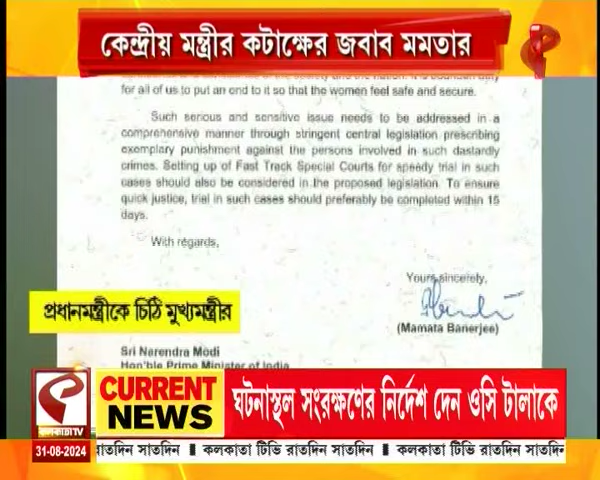 কেন্দ্রীয় মন্ত্রীর কটাক্ষের জবাব মমতার
for all of us to put an end to it so that the women feel safe and secure.
Such serious and sensitive issue needs to be addressed in a
comprehensive manner through stringent central legislation prescribing
exemplary punishment against the persons involved in such dastardly
crimes. Setting up of Fast Track Special Courts for speedy trial in such
cases should also be considered in the proposed legislation. To ensure
quick justice, trial in such cases should preferably be completed within 15
days.
With regards,
Yours sincerely,
(Mamata Banerjee)
প্রধানমন্ত্রীকে চিঠি মুখ্যমন্ত্রীর
Sri Narendra Modi
Hon'ble Prime Minister of India
CURRENT
NEWS
ঘটনাস্থল সংরক্ষণের নির্দেশ দেন ওসি টালাকে
কলকাতা TV
31-08-2024
রাতদিন সাতদিন ▌ কলকাতা টিভি রাতদিন সাতদিন ▌ কলকাতা টিভি রাতদিন সাতদিন